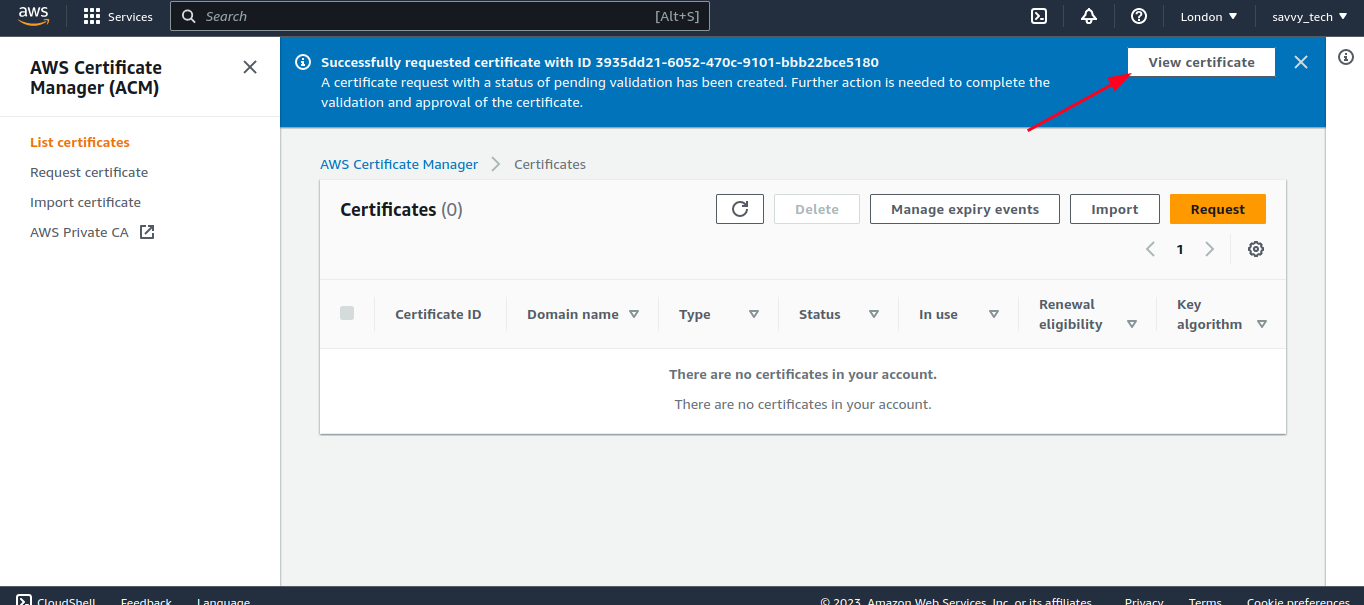 aws
Services
Search
[Alt+S]
London
savvy_tech
AWS Certificate
Manager (ACM)
List certificates
Request certificate
Import certificate
AWS Private CA
Successfully requested certificate with ID 3935dd21-6052-470c-9101-bbb22bce5180
A certificate request with a status of pending validation has been created. Further action is needed to complete the
validation and approval of the certificate.
View certificate
AWS Certificate Manager
Certificates
Certificates (0)
Delete
Manage expiry events
Import
Request
1
Certificate ID
Domain name
Type
Status
In use
Renewal
eligibility
Key
algorithm
There are no certificates in your account.
There are no certificates in your account.
CloudShell
Feedback
Language
© 2023, Amazon Web Services, Inc. or its affiliates.
Privacy
Terms
Cookie preferences